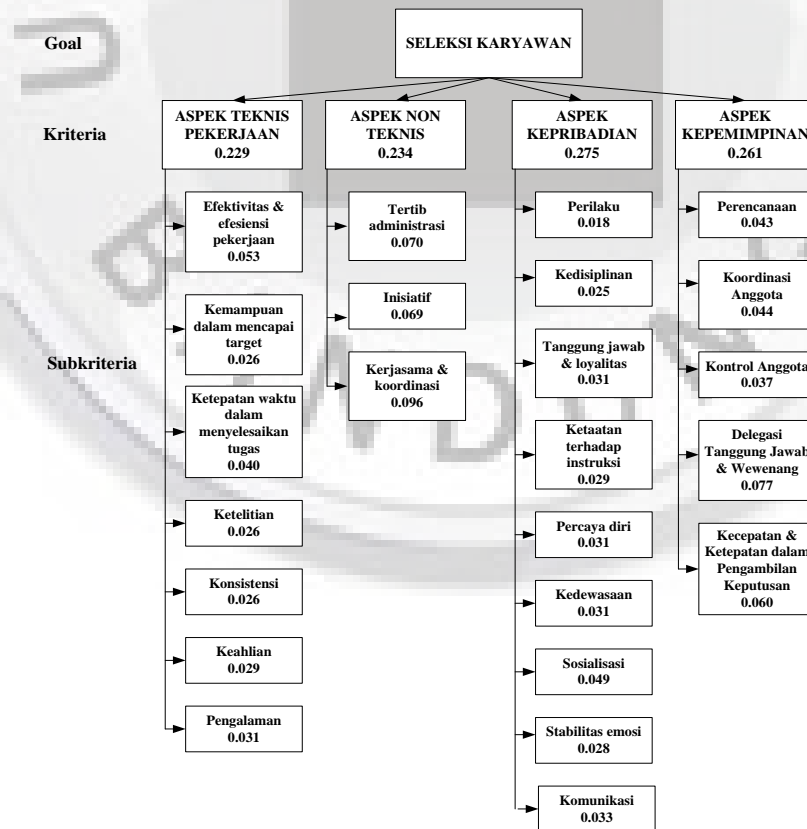 Goal
SELEKSI KARYAWAN
Kriteria
ASPEK TEKNIS
PEKERJAAN
0.229
ASPEK NON
TEKNIS
0.234
ASPEK
KEPRIBADIAN
0.275
ASPEK
KEPEMIMPINAN
0.261
Subkriteria
Efektivitas &
efesiensi
pekerjaan
0.053
Kemampuan
dalam mencapai
target
0.026
Ketepatan waktu
dalam
menyelesaikan
tugas
0.040
Ketelitian
0.026
Konsistensi
0.026
Keahlian
0.029
Pengalaman
0.031
Tertib
administrasi
0.070
Inisiatif
0.069
Kerjasama &
koordinasi
0.096
Perilaku
0.018
Kedisiplinan
0.025
Tanggung jawab
& loyalitas
0.031
Ketaatan
terhadap
instruksi
0.029
Percaya diri
0.031
Kedewasaan
0.031
Sosialisasi
0.049
Stabilitas emosi
0.028
Komunikasi
0.033
Perencanaan
0.043
Koordinasi
Anggota
0.044
Kontrol Anggota
0.037
Delegasi
Tanggung Jawab
& Wewenang
0.077
Kecepatan &
Ketepatan dalam
Pengambilan
Keputusan
0.060